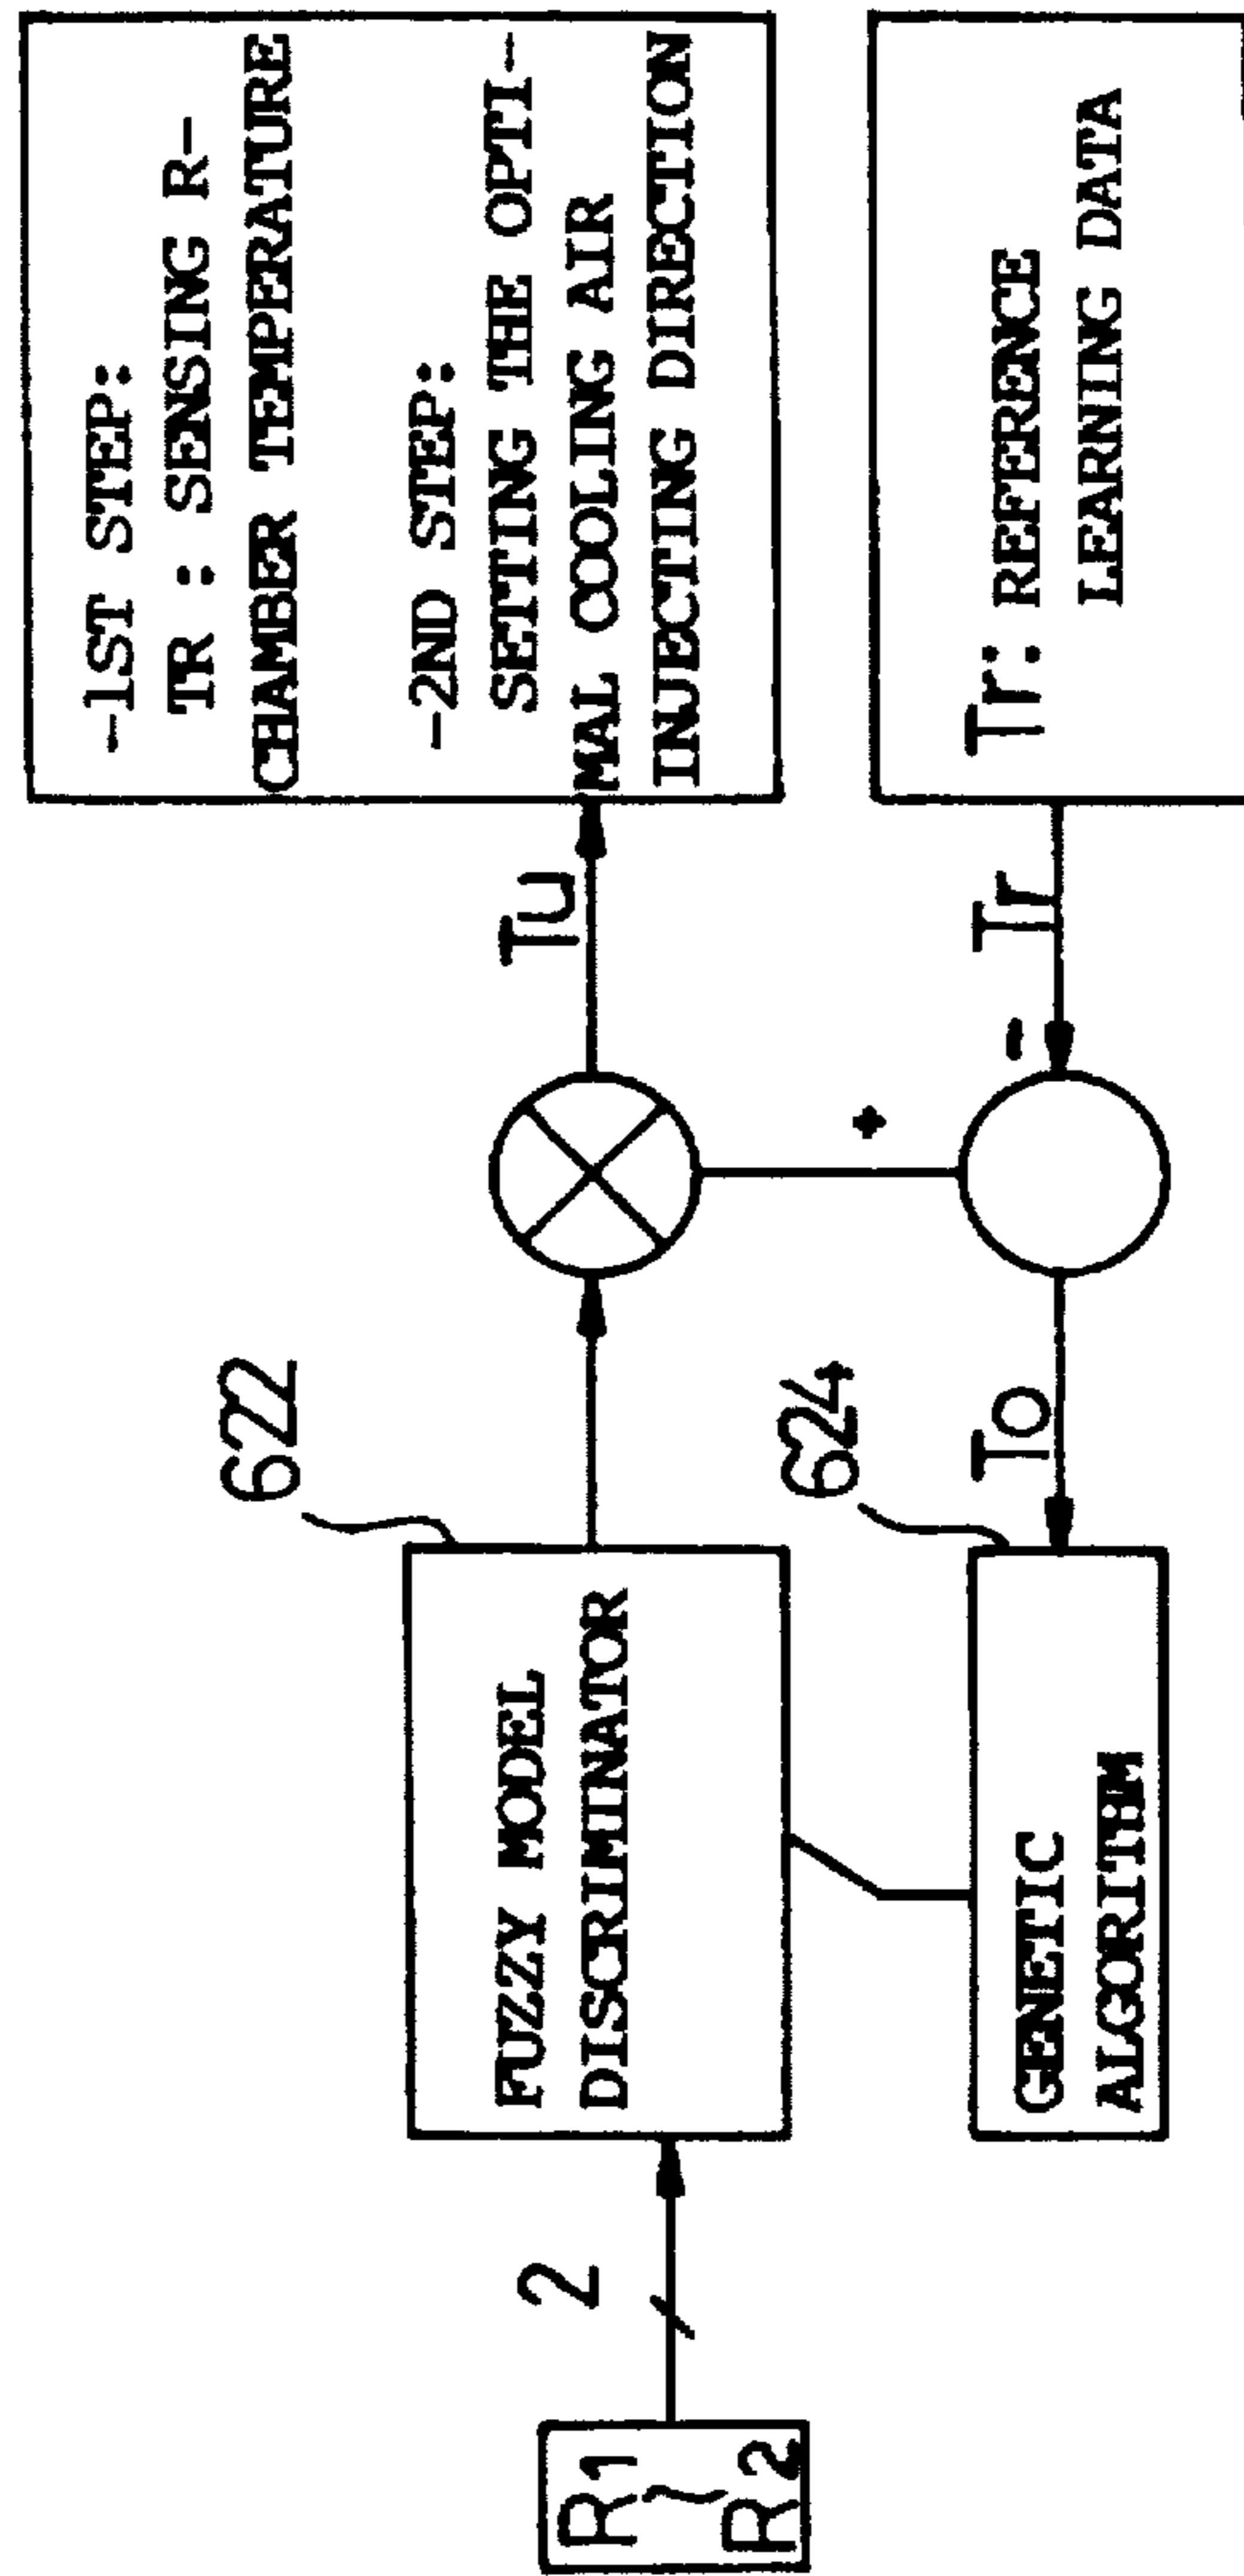 R1
~
R2
2
FUZZY MODEL
DISCRIMINATOR
622
GENETIC
ALGORITHM
624
To
+
-
Tu
Tr
-1ST STEP:
TR : SENSING R-
CHAMBER TEMPERATURE
-2ND STEP:
SETTING THE OPTI-
MAL COOLING AIR
INJECTING DIRECTION
Tr: REFERENCE
LEARNING DATA